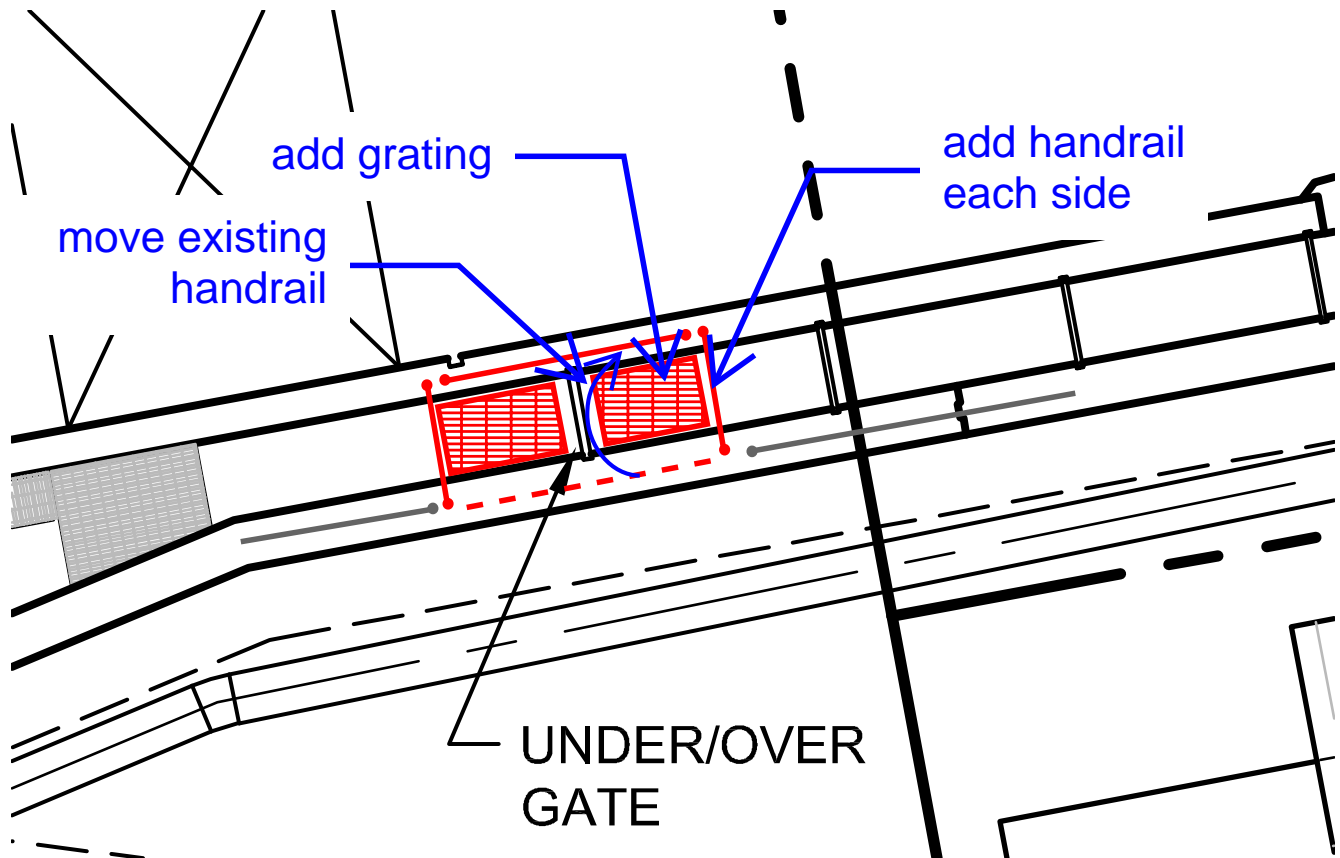 add grating
add handrail
each side
move existing
handrail
UNDER/OVER
GATE